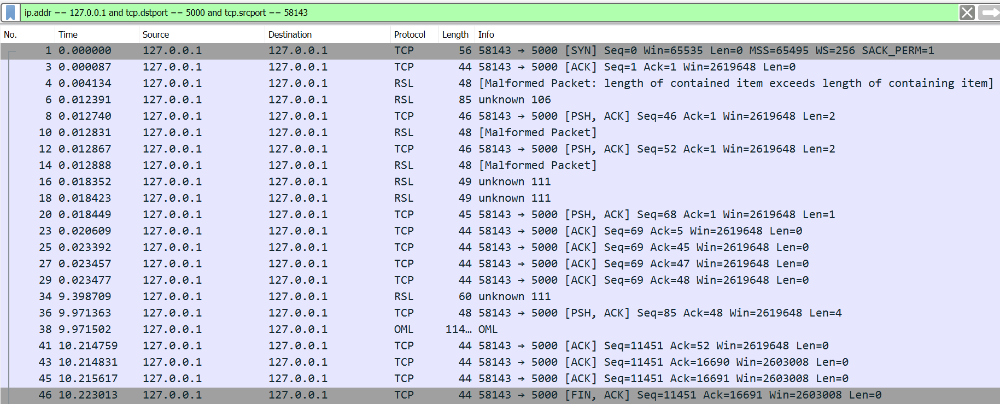 ip.addr == 127.0.0.1 and tcp.dstport == 5000 and tcp.srcport == 58143
No. Time Source Destination Protocol Length Info
1 0.000000 127.0.0.1 127.0.0.1 TCP 56 58143 → 5000 [SYN] Seq=0 Win=65535 Len=0 MSS=65495 WS=256 SACK_PERM=1
3 0.000087 127.0.0.1 127.0.0.1 TCP 44 58143 → 5000 [ACK] Seq=1 Ack=1 Win=2619648 Len=0
4 0.004134 127.0.0.1 127.0.0.1 RSL 48 [Malformed Packet: length of contained item exceeds length of containing item]
6 0.012391 127.0.0.1 127.0.0.1 RSL 85 unknown 106
8 0.012740 127.0.0.1 127.0.0.1 TCP 46 58143 → 5000 [PSH, ACK] Seq=46 Ack=1 Win=2619648 Len=2
10 0.012831 127.0.0.1 127.0.0.1 RSL 48 [Malformed Packet]
12 0.012867 127.0.0.1 127.0.0.1 TCP 46 58143 → 5000 [PSH, ACK] Seq=52 Ack=1 Win=2619648 Len=2
14 0.012888 127.0.0.1 127.0.0.1 RSL 48 [Malformed Packet]
16 0.018352 127.0.0.1 127.0.0.1 RSL 49 unknown 111
18 0.018423 127.0.0.1 127.0.0.1 RSL 49 unknown 111
20 0.018449 127.0.0.1 127.0.0.1 TCP 45 58143 → 5000 [PSH, ACK] Seq=68 Ack=1 Win=2619648 Len=1
23 0.020609 127.0.0.1 127.0.0.1 TCP 44 58143 → 5000 [ACK] Seq=69 Ack=5 Win=2619648 Len=0
25 0.023392 127.0.0.1 127.0.0.1 TCP 44 58143 → 5000 [ACK] Seq=69 Ack=45 Win=2619648 Len=0
27 0.023457 127.0.0.1 127.0.0.1 TCP 44 58143 → 5000 [ACK] Seq=69 Ack=47 Win=2619648 Len=0
29 0.023477 127.0.0.1 127.0.0.1 TCP 44 58143 → 5000 [ACK] Seq=69 Ack=48 Win=2619648 Len=0
34 9.398709 127.0.0.1 127.0.0.1 RSL 60 unknown 111
36 9.971363 127.0.0.1 127.0.0.1 TCP 48 58143 → 5000 [PSH, ACK] Seq=85 Ack=48 Win=2619648 Len=4
38 9.971502 127.0.0.1 127.0.0.1 OML 114… OML
41 10.214759 127.0.0.1 127.0.0.1 TCP 44 58143 → 5000 [ACK] Seq=11451 Ack=52 Win=2619648 Len=0
43 10.214831 127.0.0.1 127.0.0.1 TCP 44 58143 → 5000 [ACK] Seq=11451 Ack=16690 Win=2603008 Len=0
45 10.215617 127.0.0.1 127.0.0.1 TCP 44 58143 → 5000 [ACK] Seq=11451 Ack=16691 Win=2603008 Len=0
46 10.223013 127.0.0.1 127.0.0.1 TCP 44 58143 → 5000 [FIN, ACK] Seq=11451 Ack=16691 Win=2603008 Len=0